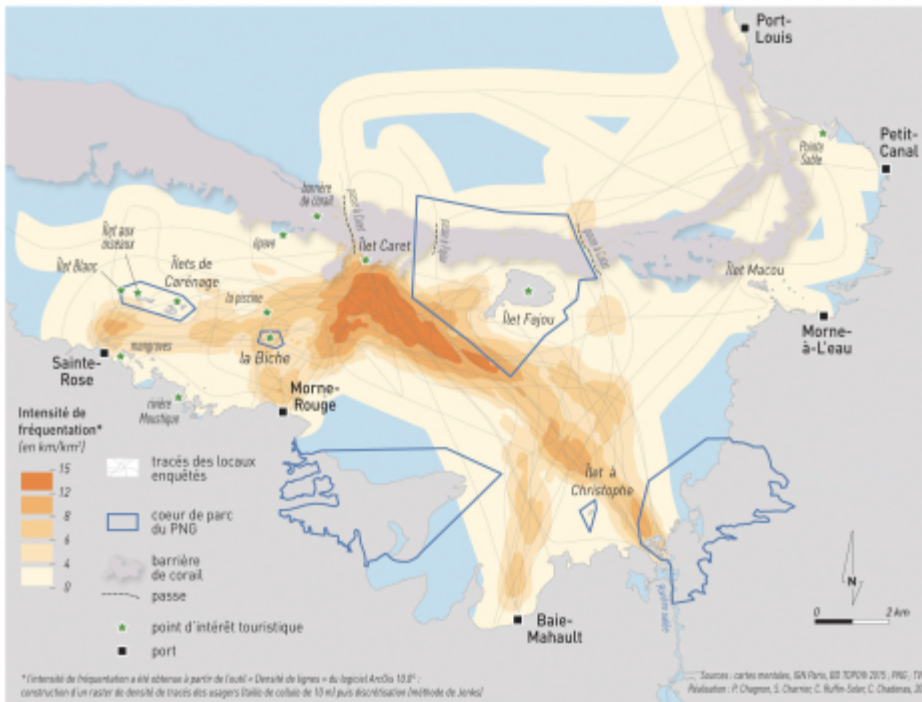 Port-
Louis
Pointe
Sable
Petit-
Canal
barrière
de corail
passe à Caret
épave
Îlet Caret
passe à Fajou
passe à Colas
Îlet aux
oiseaux
Îlet Blanc
Îlets de
Carénage
la piscine
Îlet Macou
Îlet Fajou
mangroves
la Biche
Morne-
à-L'eau
Sainte-
Rose
rivière
Moustique
Morne-
Rouge
Îlet à
Christophe
Rivière salée
Baie-
Mahault
Intensité de
fréquentation*
(en km/km²)
15
12
8
6
4
0
tracés des locaux
enquêtés
coeur de parc
du PNG
barrière
de corail
passe
point d'intérêt touristique
port
N
0 2 km
* l'intensité de fréquentation a été obtenue à partir de l'outil « Densité de lignes » du logiciel ArcGis 10.8® :
construction d'un raster de densité de tracés des usagers (taille de cellule de 10 m) puis discrétisation (méthode de Jenks)
Sources : cartes mentales, IGN Paris, BD TOPO® 2015 ; PNG ;
Réalisation : P. Chagnon, S. Charrier, C. Ruffin-Soler, C. Chadenas,